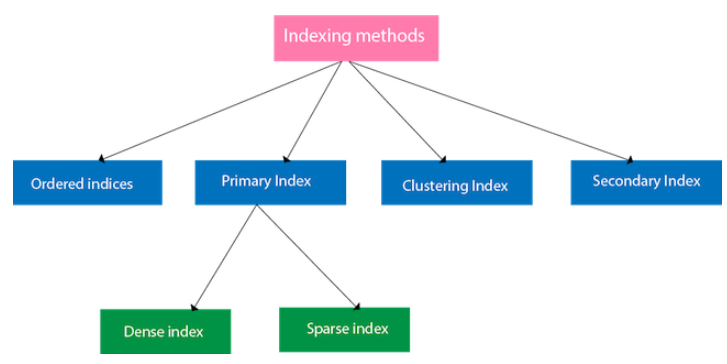 Indexing methods
Ordered indices
Primary Index
Clustering Index
Secondary Index
Dense index
Sparse index